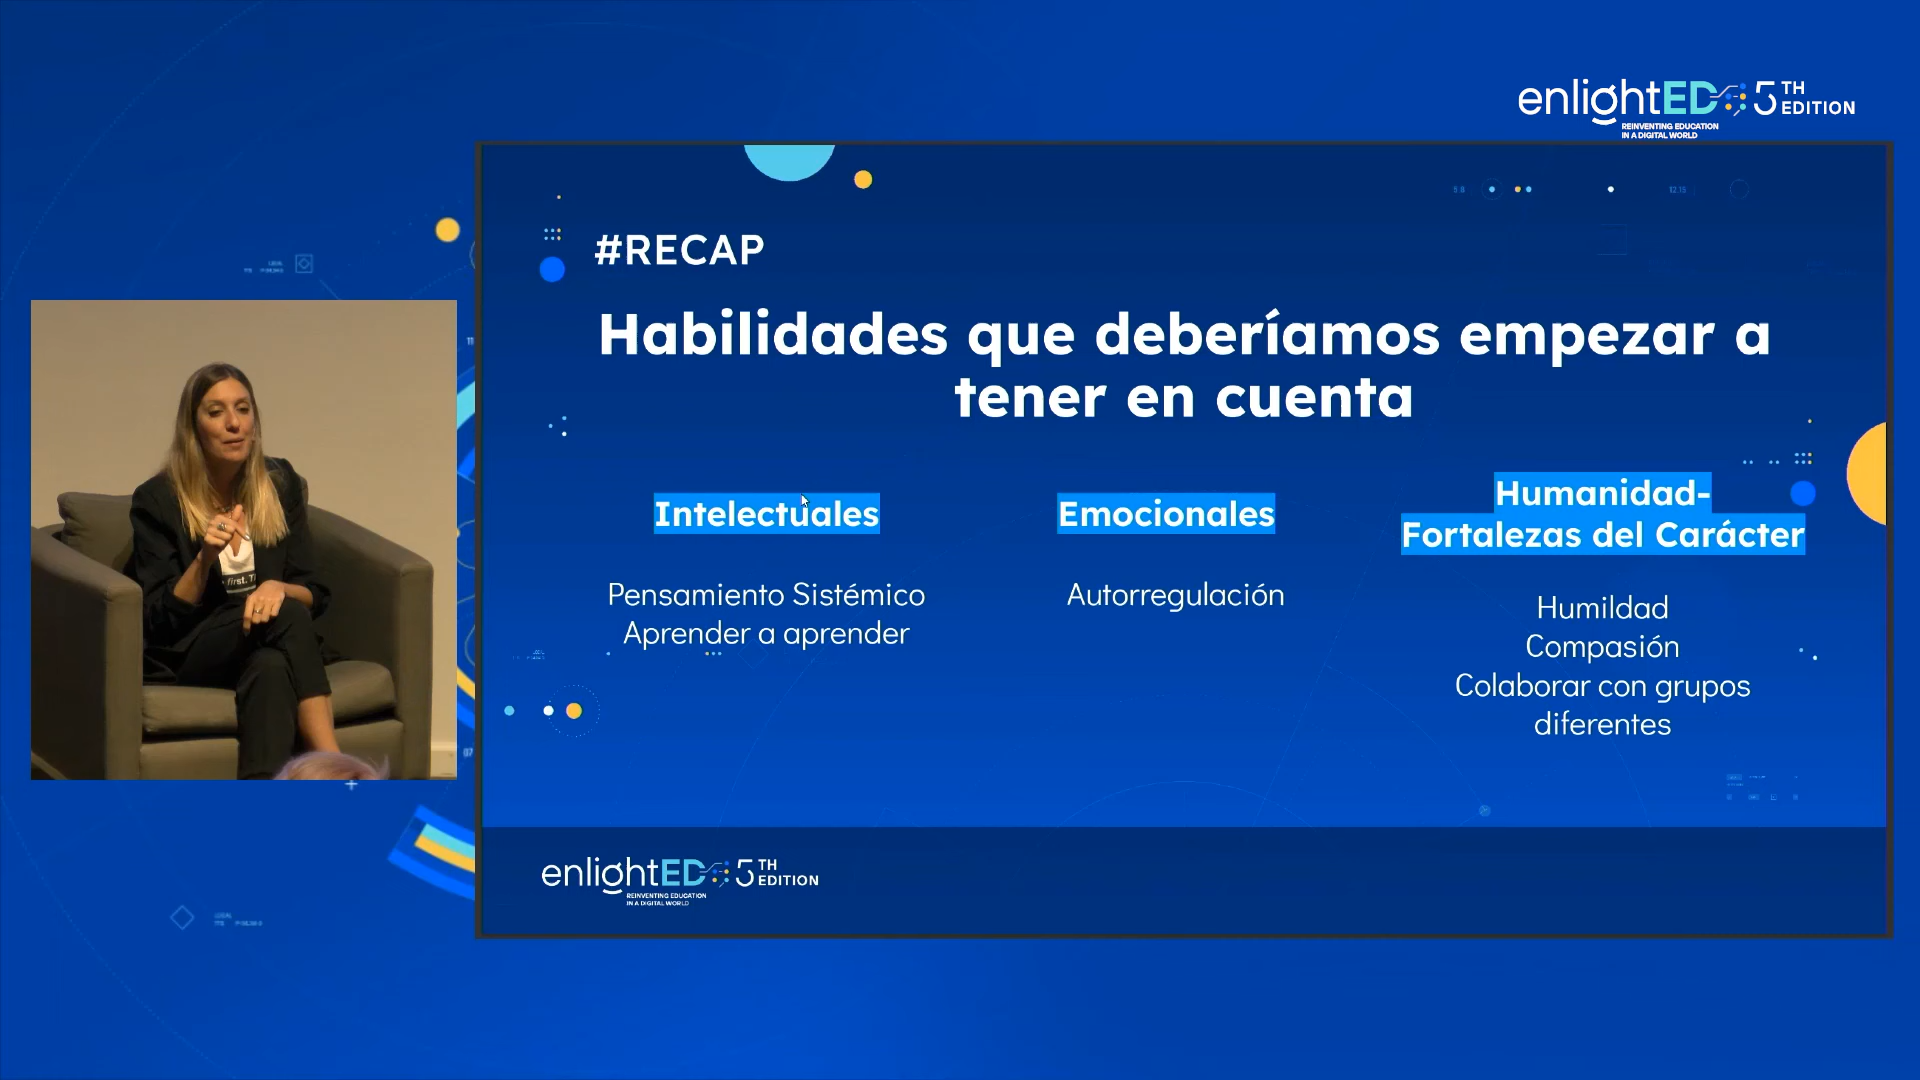 enlightED 5TH EDITION
REINVENTING EDUCATION
IN A DIGITAL WORLD
#RECAP
Habilidades que deberíamos empezar a
tener en cuenta
Intelectuales
Pensamiento Sistémico
Aprender a aprender
Emocionales
Autorregulación
Humanidad-
Fortalezas del Carácter
Humildad
Compasión
Colaborar con grupos
diferentes
first.
enlightED 5TH EDITION
REINVENTING EDUCATION
IN A DIGITAL WORLD